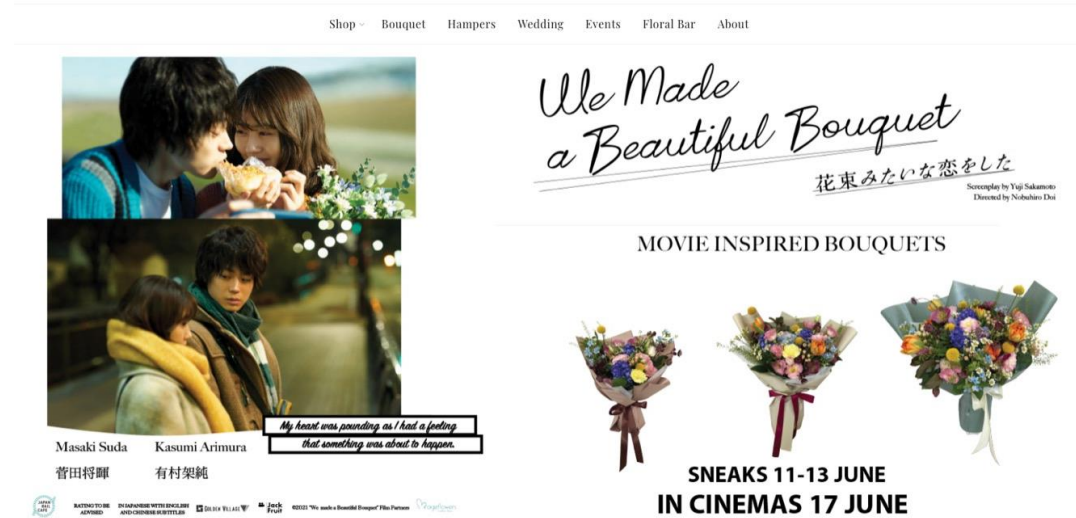 Shop Bouquet Hampers Wedding Events Floral Bar About
We Made
a Beautiful Bouquet
花束みたいな恋をした
Screenplay by Yuji Sakamoto
Directed by Nobuhiro Doi
MOVIE INSPIRED BOUQUETS
My heart was pounding as I had a feeling
that something was about to happen.
Masaki Suda Kasumi Arimura
菅田将暉 有村架純
SNEAKS 11-13 JUNE
IN CINEMAS 17 JUNE
JAPAN
RAIL
CAFE
RATING TO BE
ADVISED
IN JAPANESE WITH ENGLISH
AND CHINESE SUBTITLES
GOLDEN VILLAGE
Jack
Fruit
©2021 "We made a Beautiful Bouquet" Film Partners